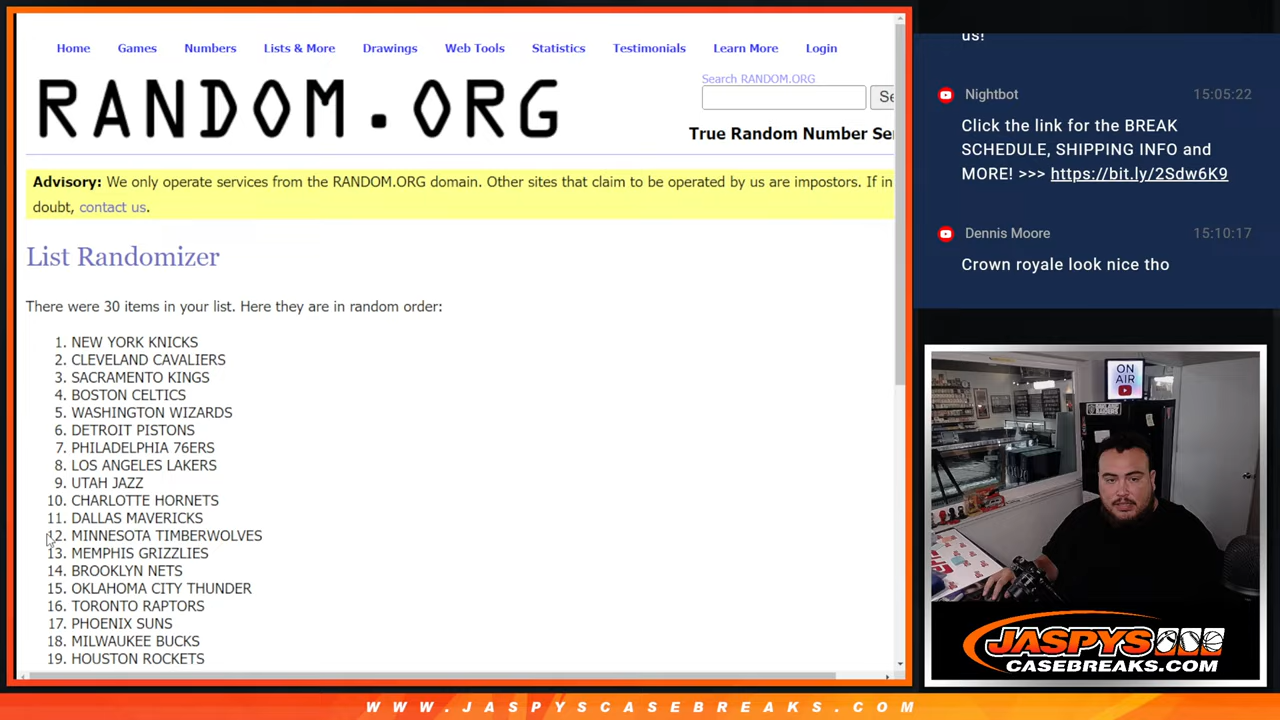 Home Games Numbers Lists & More Drawings Web Tools Statistics Testimonials Learn More Login
RANDOM.ORG
Search RANDOM.ORG
Se
True Random Number Ser
Advisory: We only operate services from the RANDOM.ORG domain. Other sites that claim to be operated by us are impostors. If in
doubt, contact us.
List Randomizer
There were 30 items in your list. Here they are in random order:
1. NEW YORK KNICKS
2. CLEVELAND CAVALIERS
3. SACRAMENTO KINGS
4. BOSTON CELTICS
5. WASHINGTON WIZARDS
6. DETROIT PISTONS
7. PHILADELPHIA 76ERS
8. LOS ANGELES LAKERS
9. UTAH JAZZ
10. CHARLOTTE HORNETS
11. DALLAS MAVERICKS
12. MINNESOTA TIMBERWOLVES
13. MEMPHIS GRIZZLIES
14. BROOKLYN NETS
15. OKLAHOMA CITY THUNDER
16. TORONTO RAPTORS
17. PHOENIX SUNS
18. MILWAUKEE BUCKS
19. HOUSTON ROCKETS
us!
Nightbot 15:05:22
Click the link for the BREAK
SCHEDULE, SHIPPING INFO and
MORE! >>> https://bit.ly/2Sdw6K9
Dennis Moore 15:10:17
Crown royale look nice tho
ON
AIR
JASPYS
CASEBREAKS.COM
WWW.JASPYSCASEBREAKS.COM